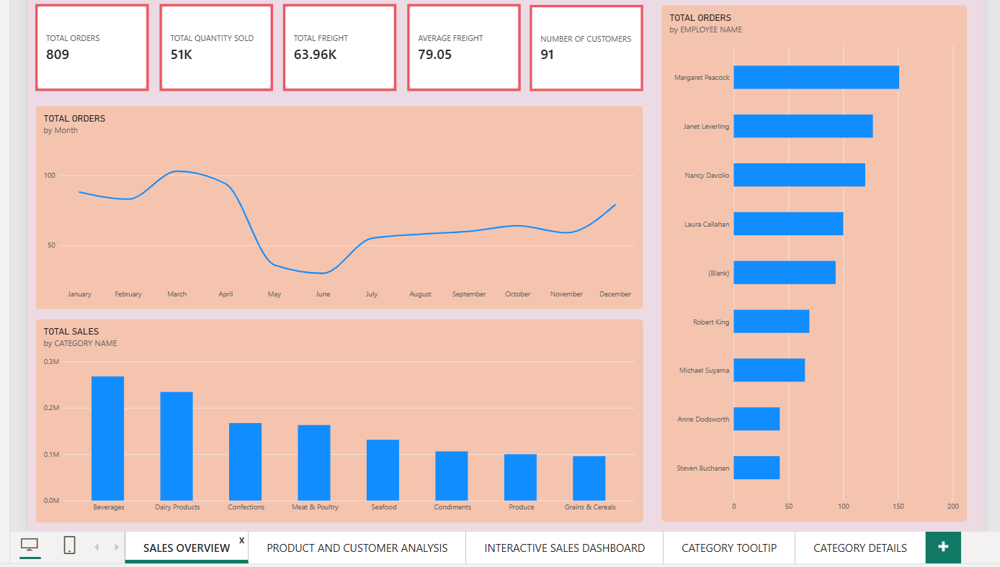 TOTAL ORDERS
809
TOTAL QUANTITY SOLD
51K
TOTAL FREIGHT
63.96K
AVERAGE FREIGHT
79.05
NUMBER OF CUSTOMERS
91
TOTAL ORDERS
by Month
100
50
January February March April May June July August September October November December
TOTAL SALES
by CATEGORY NAME
0.3M
0.2M
0.1M
0.0M
Beverages Dairy Products Confections Meat & Poultry Seafood Condiments Produce Grains & Cereals
TOTAL ORDERS
by EMPLOYEE NAME
Margaret Peacock
Janet Leverling
Nancy Davolio
Laura Callahan
(Blank)
Robert King
Michael Suyama
Anne Dodsworth
Steven Buchanan
0 50 100 150 200
SALES OVERVIEW x PRODUCT AND CUSTOMER ANALYSIS INTERACTIVE SALES DASHBOARD CATEGORY TOOLTIP CATEGORY DETAILS +